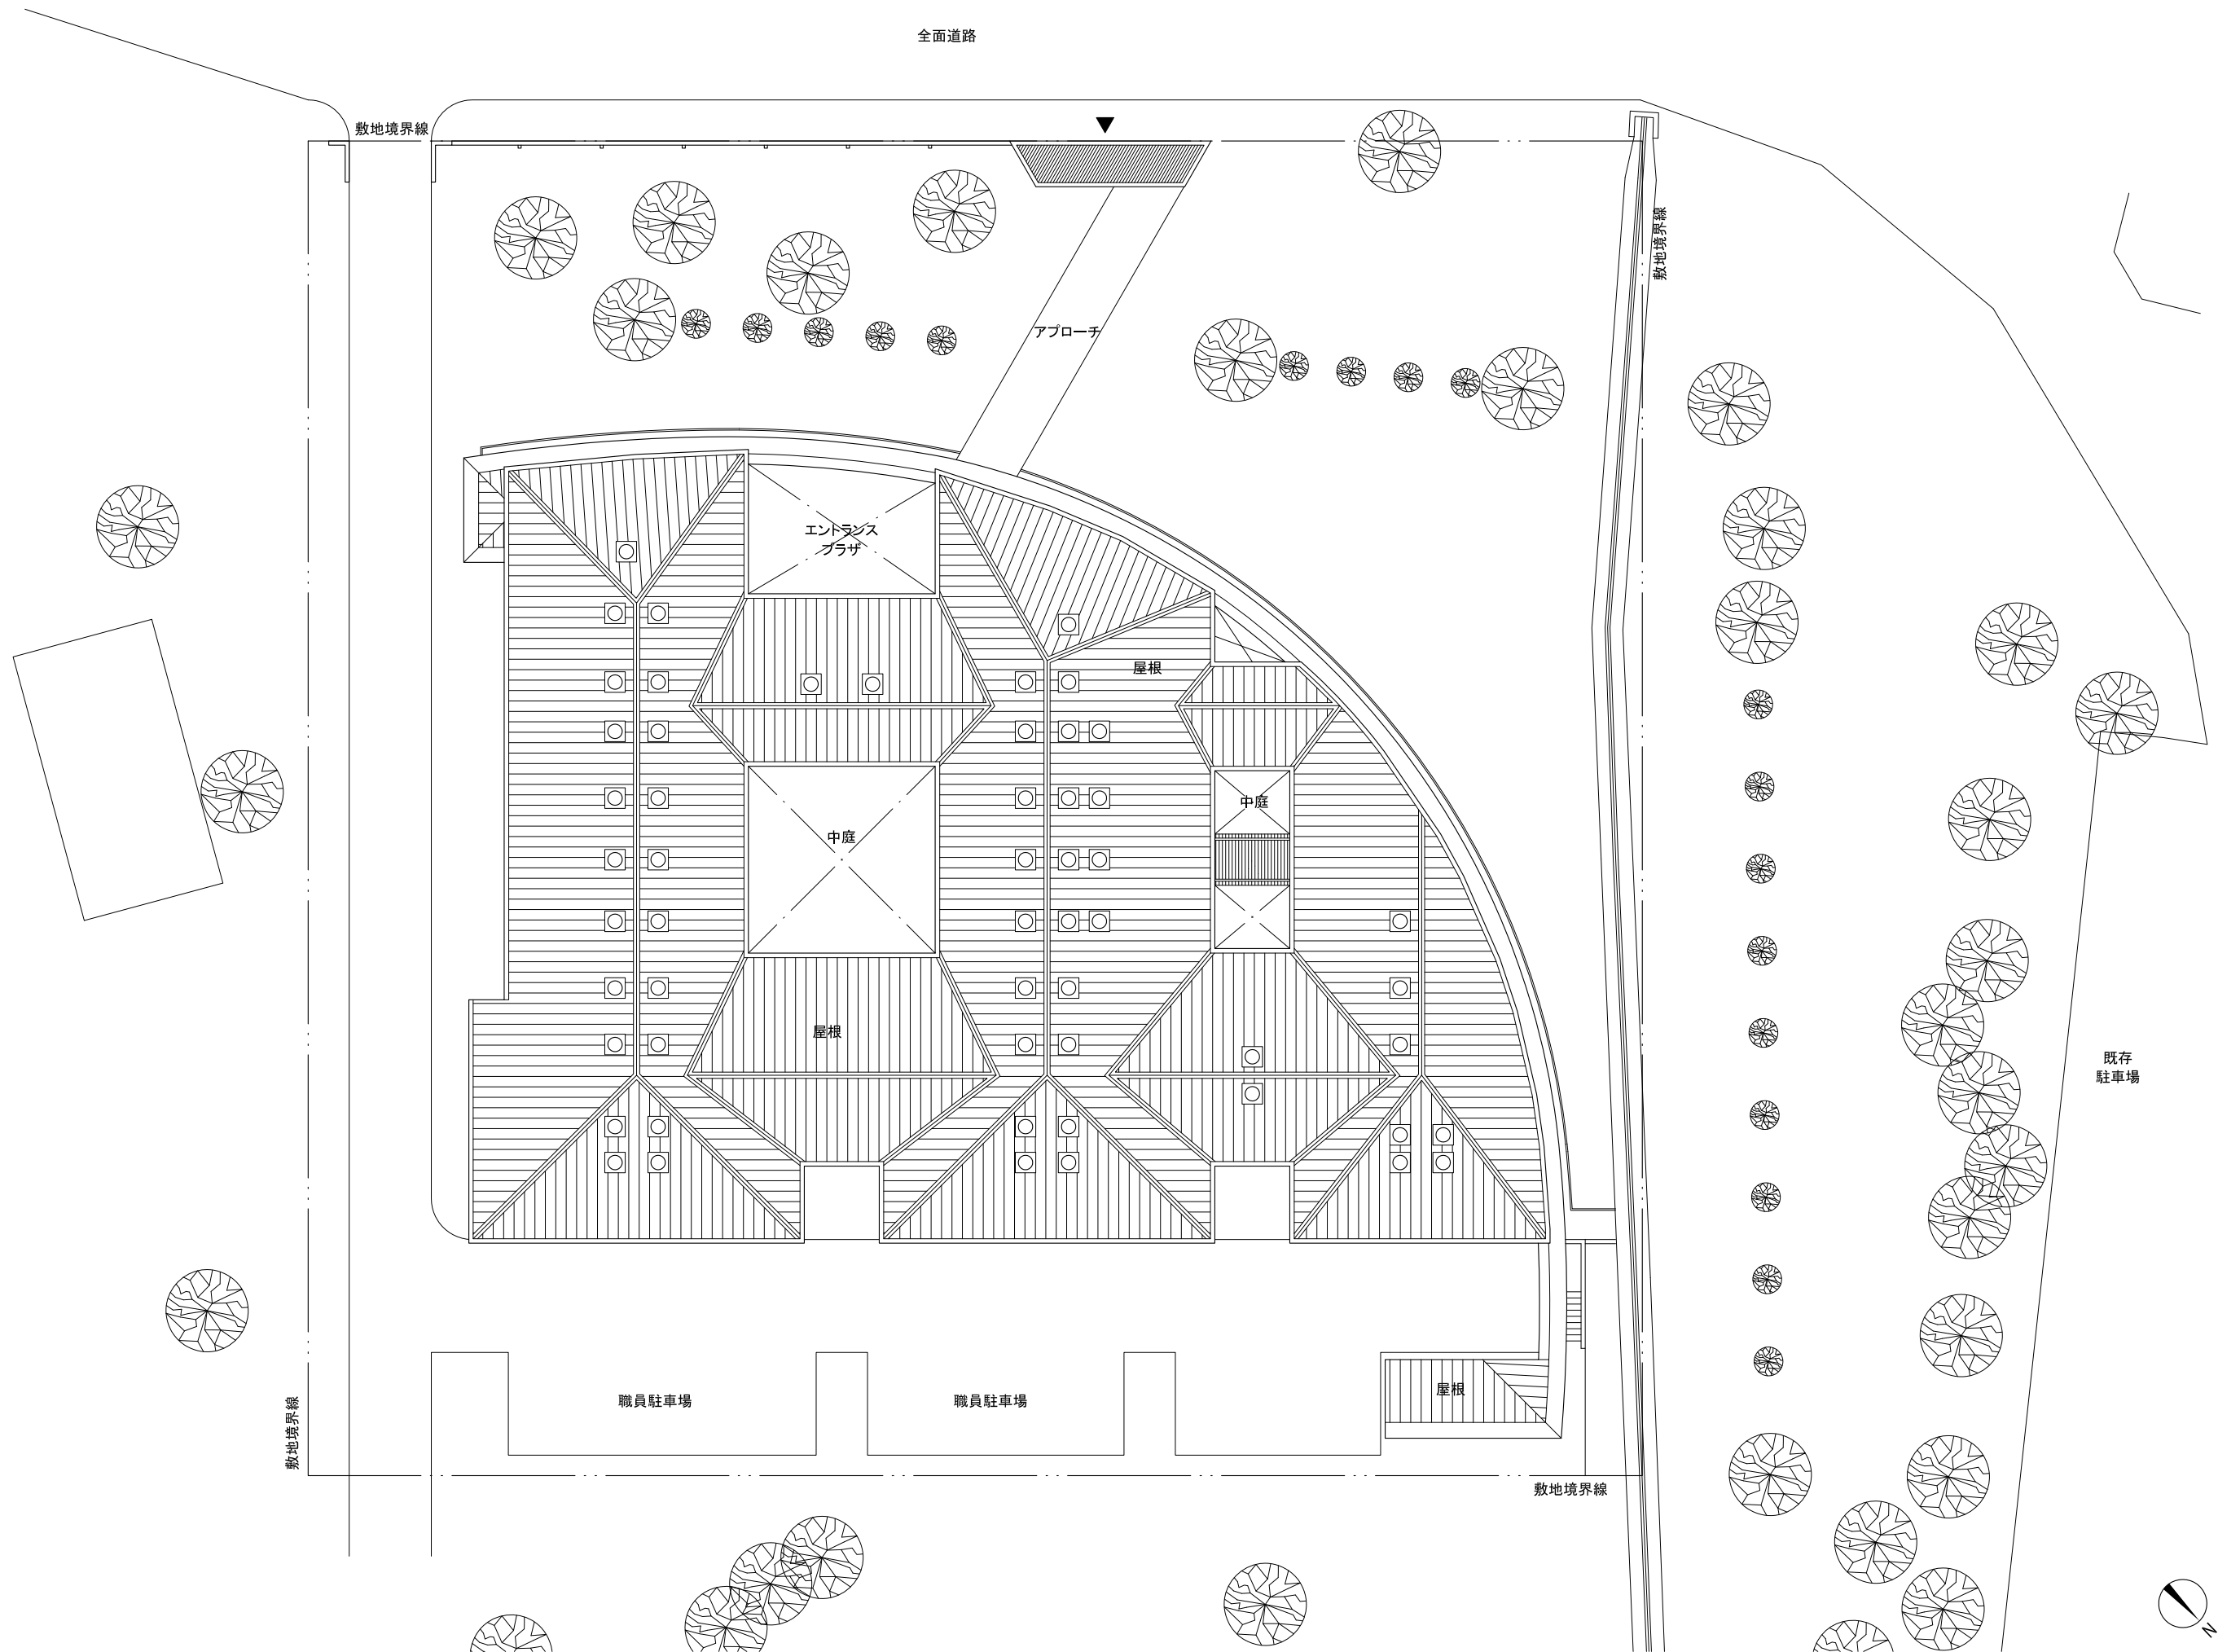 全面道路
敷地境界線
敷地境界線
アプローチ
エントランス
プラザ
屋根
中庭
中庭
屋根
既存
駐車場
屋根
職員駐車場
職員駐車場
敷地境界線
敷地境界線
N